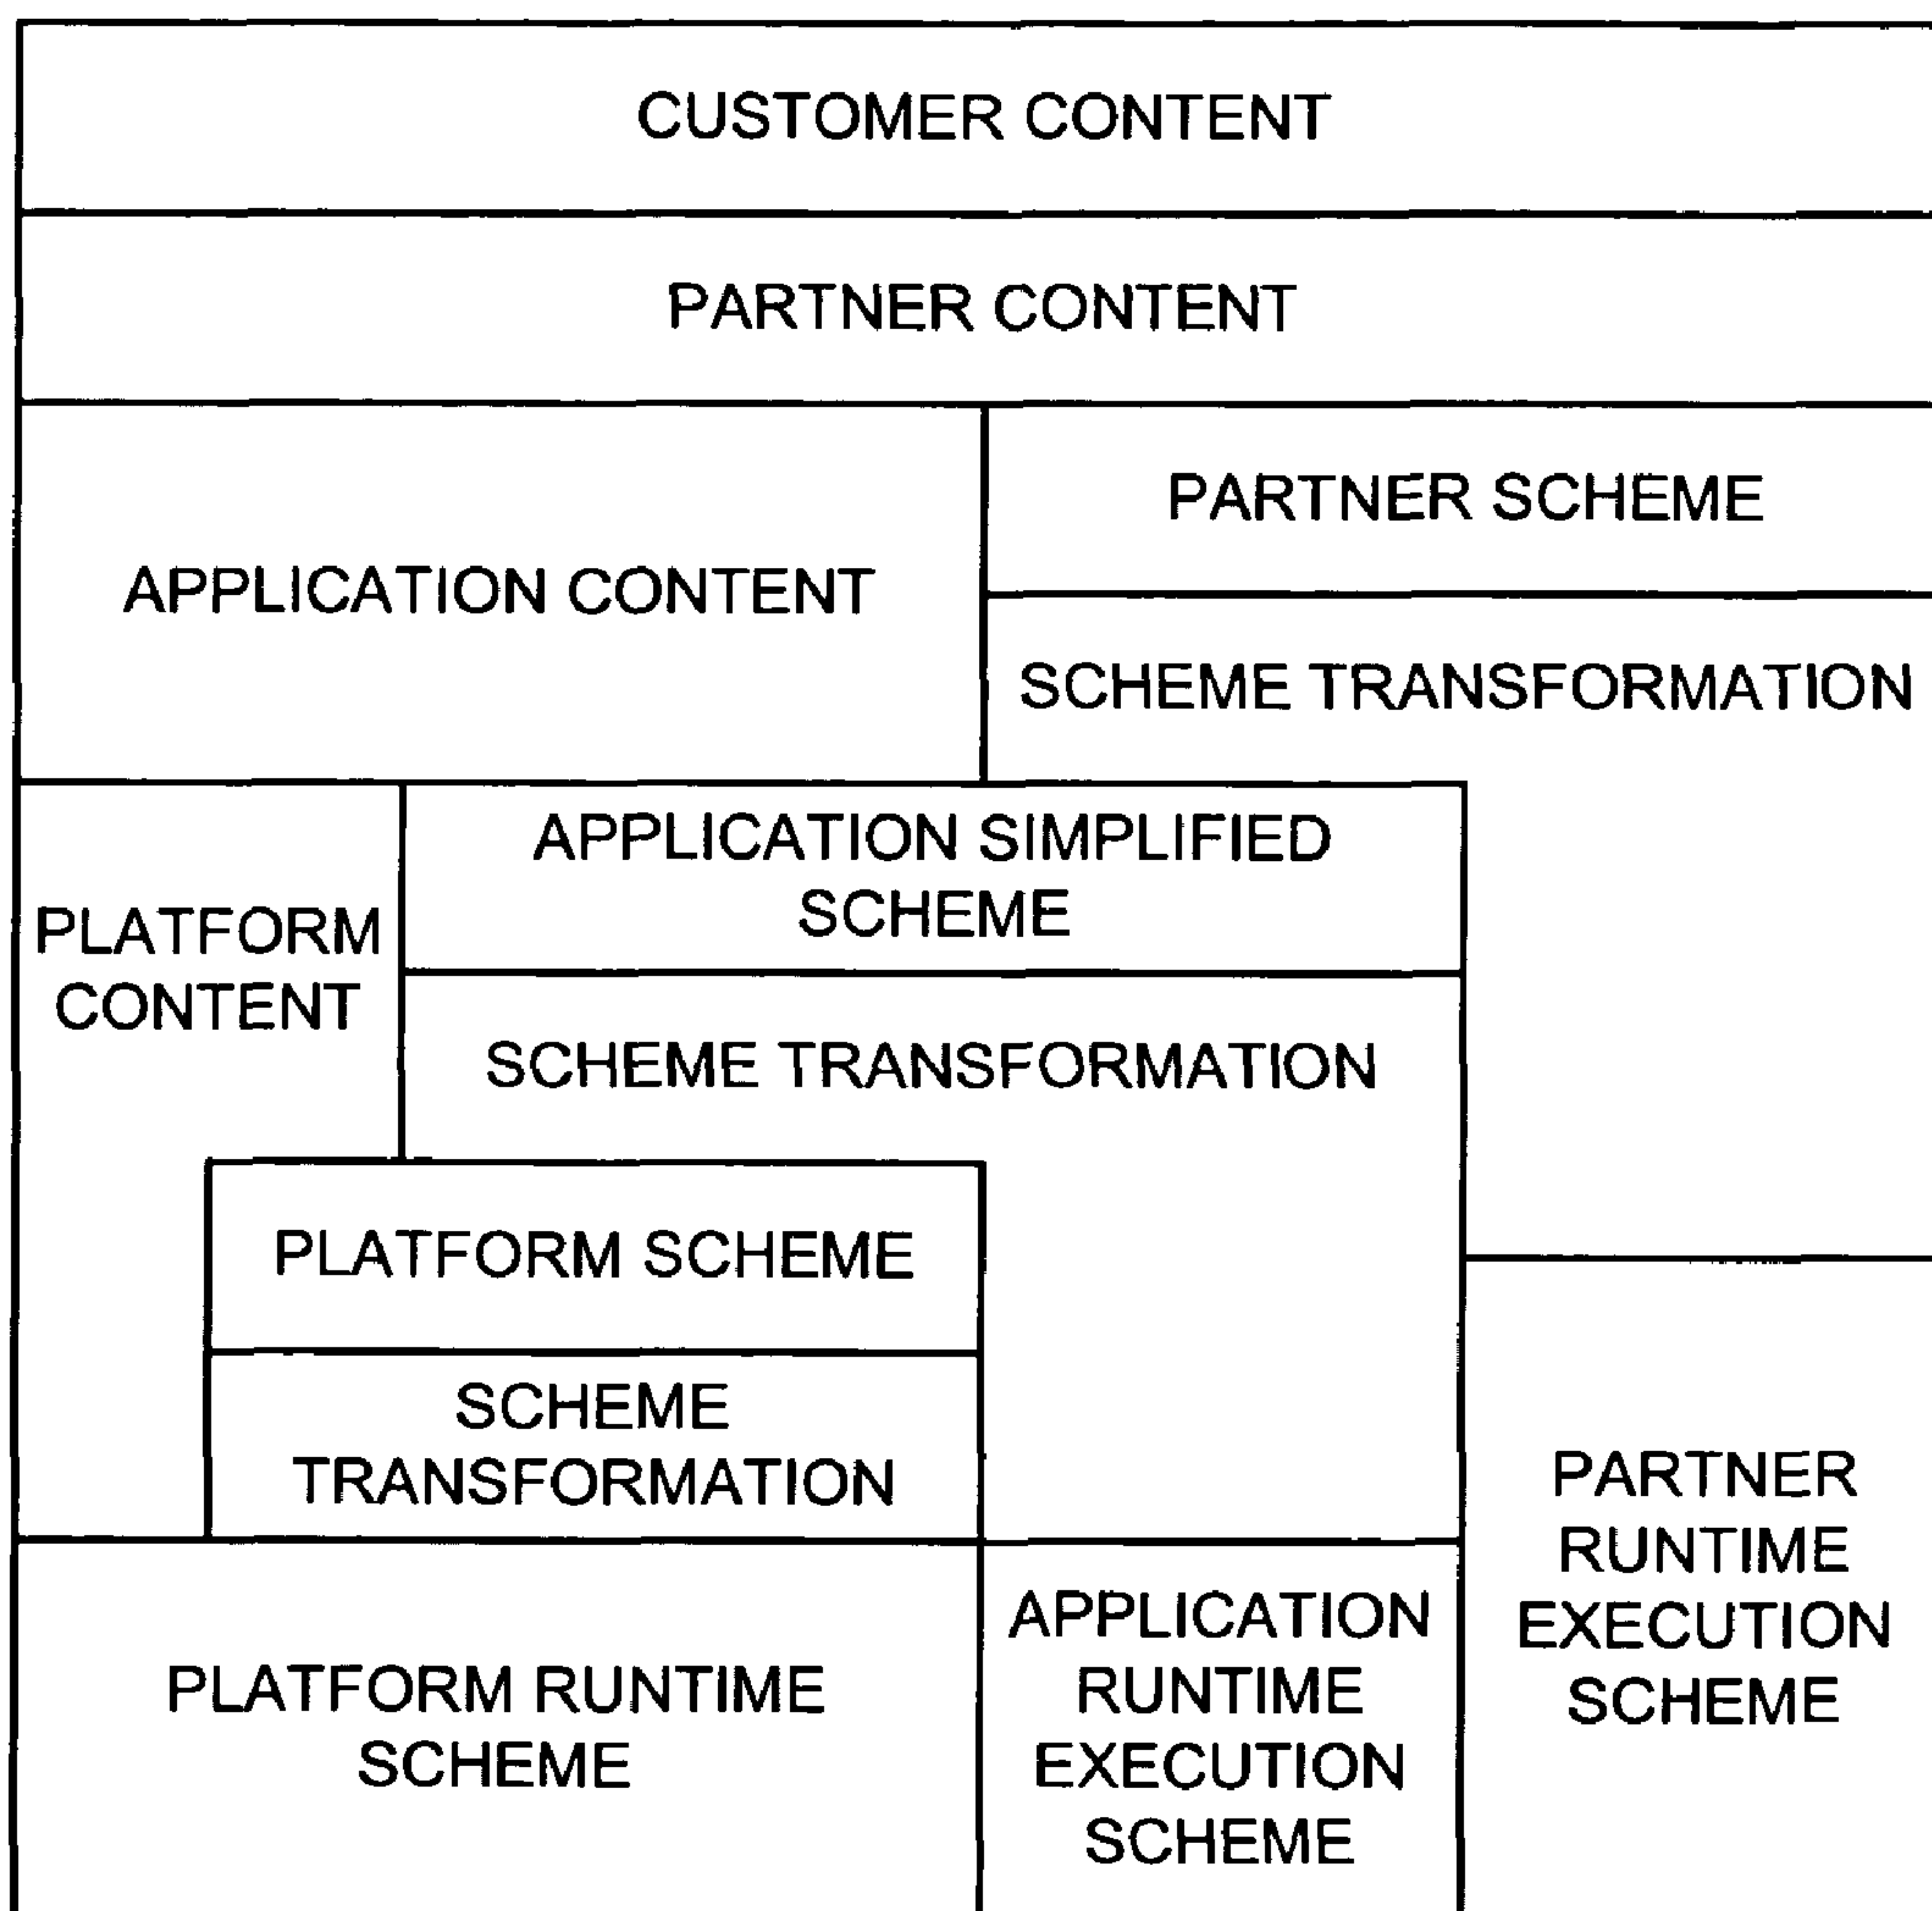 CUSTOMER CONTENT
PARTNER CONTENT
APPLICATION CONTENT
PARTNER SCHEME
SCHEME TRANSFORMATION
PLATFORM
CONTENT
APPLICATION SIMPLIFIED
SCHEME
SCHEME TRANSFORMATION
PLATFORM SCHEME
SCHEME
TRANSFORMATION
PLATFORM RUNTIME
SCHEME
APPLICATION
RUNTIME
EXECUTION
SCHEME
PARTNER
RUNTIME
EXECUTION
SCHEME